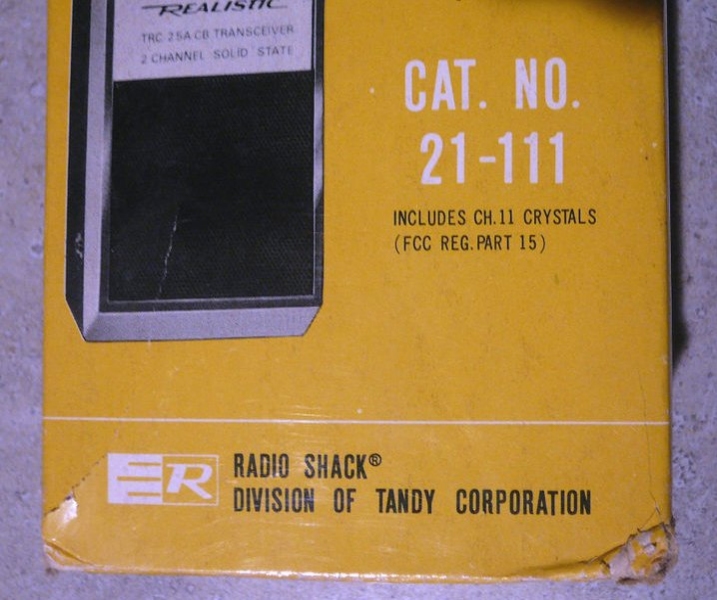 REALISTIC
TRC 25A CB TRANSCEIVER
2 CHANNEL SOLID STATE
CAT. NO.
21-111
INCLUDES CH.11 CRYSTALS
(FCC REG.PART 15)
R
RADIO SHACK®
DIVISION OF TANDY CORPORATION